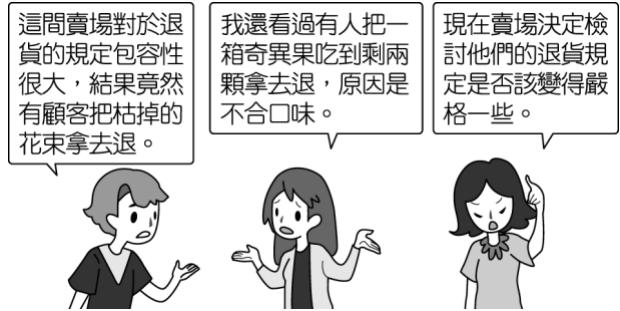 這間賣場對於退
貨的規定包容性
很大，結果竟然
有顧客把枯掉的
花束拿去退。
我還看過有人把一
箱奇異果吃到剩兩
顆拿去退，原因是
不合口味。
現在賣場決定檢
討他們的退貨規
定是否該變得嚴
格一些。